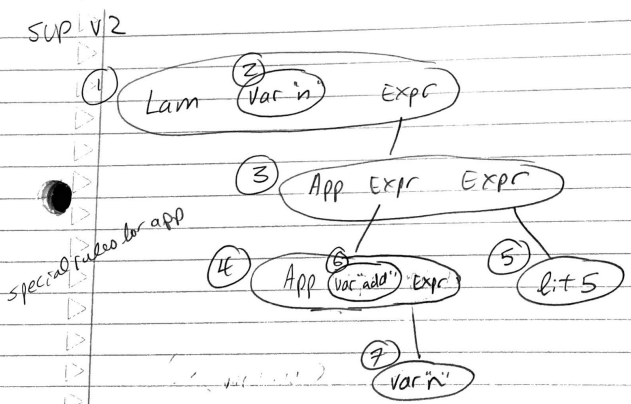 sup v2
1 Lam 2 Var "n" Expr
3 App Expr Expr
special rules for app
4 App 6 Var "add" Expr 5 Lit 5
7 Var "n"